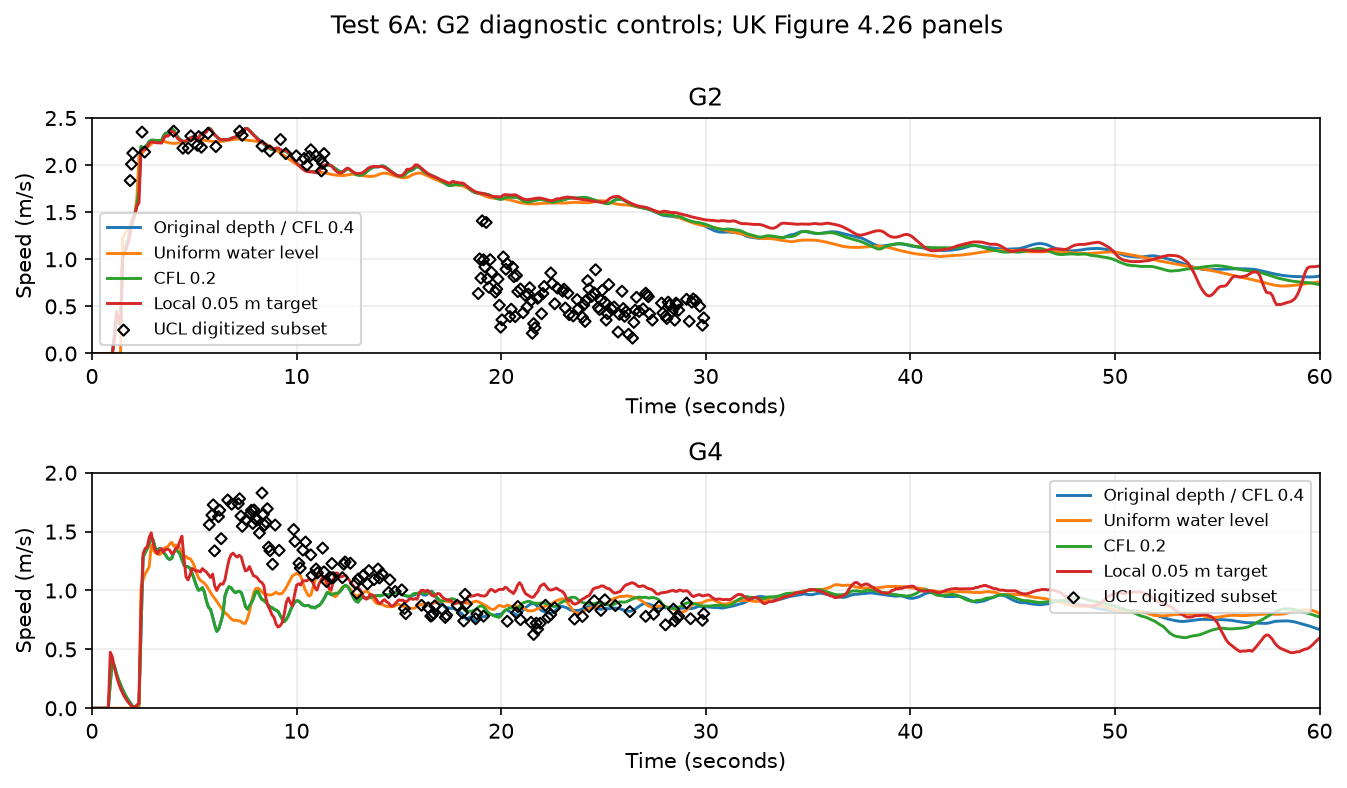 Test 6A: G2 diagnostic controls; UK Figure 4.26 panels
G2
2.5
2.0
1.5
1.0
0.5
0.0
Speed (m/s)
Original depth / CFL 0.4
Uniform water level
CFL 0.2
Local 0.05 m target
UCL digitized subset
0 10 20 30 40 50 60
Time (seconds)
G4
2.0
1.5
1.0
0.5
0.0
Speed (m/s)
Original depth / CFL 0.4
Uniform water level
CFL 0.2
Local 0.05 m target
UCL digitized subset
0 10 20 30 40 50 60
Time (seconds)